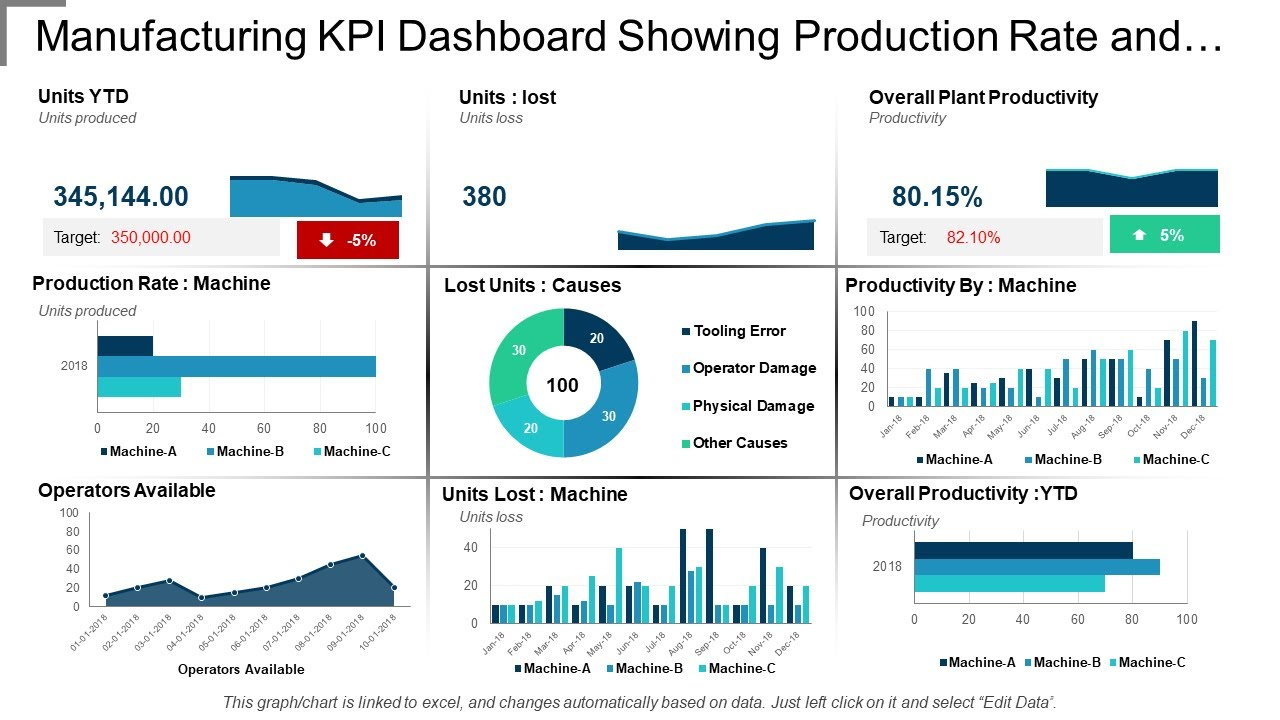 Manufacturing KPI Dashboard Showing Production Rate and…
Units YTD
Units produced
345,144.00
Target: 350,000.00
-5%
Units : lost
Units loss
380
Overall Plant Productivity
Productivity
80.15%
Target: 82.10%
5%
Production Rate : Machine
Units produced
2018
0 20 40 60 80 100
Machine-A Machine-B Machine-C
Lost Units : Causes
20
30
20
30
100
Tooling Error
Operator Damage
Physical Damage
Other Causes
Productivity By : Machine
100
80
60
40
20
0
Jan-18 Feb-18 Mar-18 Apr-18 May-18 Jun-18 Jul-18 Aug-18 Sep-18 Oct-18 Nov-18 Dec-18
Machine-A Machine-B Machine-C
Operators Available
100
80
60
40
20
0
01-01-2018 02-01-2018 03-01-2018 04-01-2018 05-01-2018 06-01-2018 07-01-2018 08-01-2018 09-01-2018 10-01-2018
Operators Available
Units Lost : Machine
Units loss
40
20
0
Jan-18 Feb-18 Mar-18 Apr-18 May-18 Jun-18 Jul-18 Aug-18 Sep-18 Oct-18 Nov-18 Dec-18
Machine-A Machine-B Machine-C
Overall Productivity :YTD
Productivity
2018
0 20 40 60 80 100
Machine-A Machine-B Machine-C
This graph/chart is linked to excel, and changes automatically based on data. Just left click on it and select “Edit Data”.